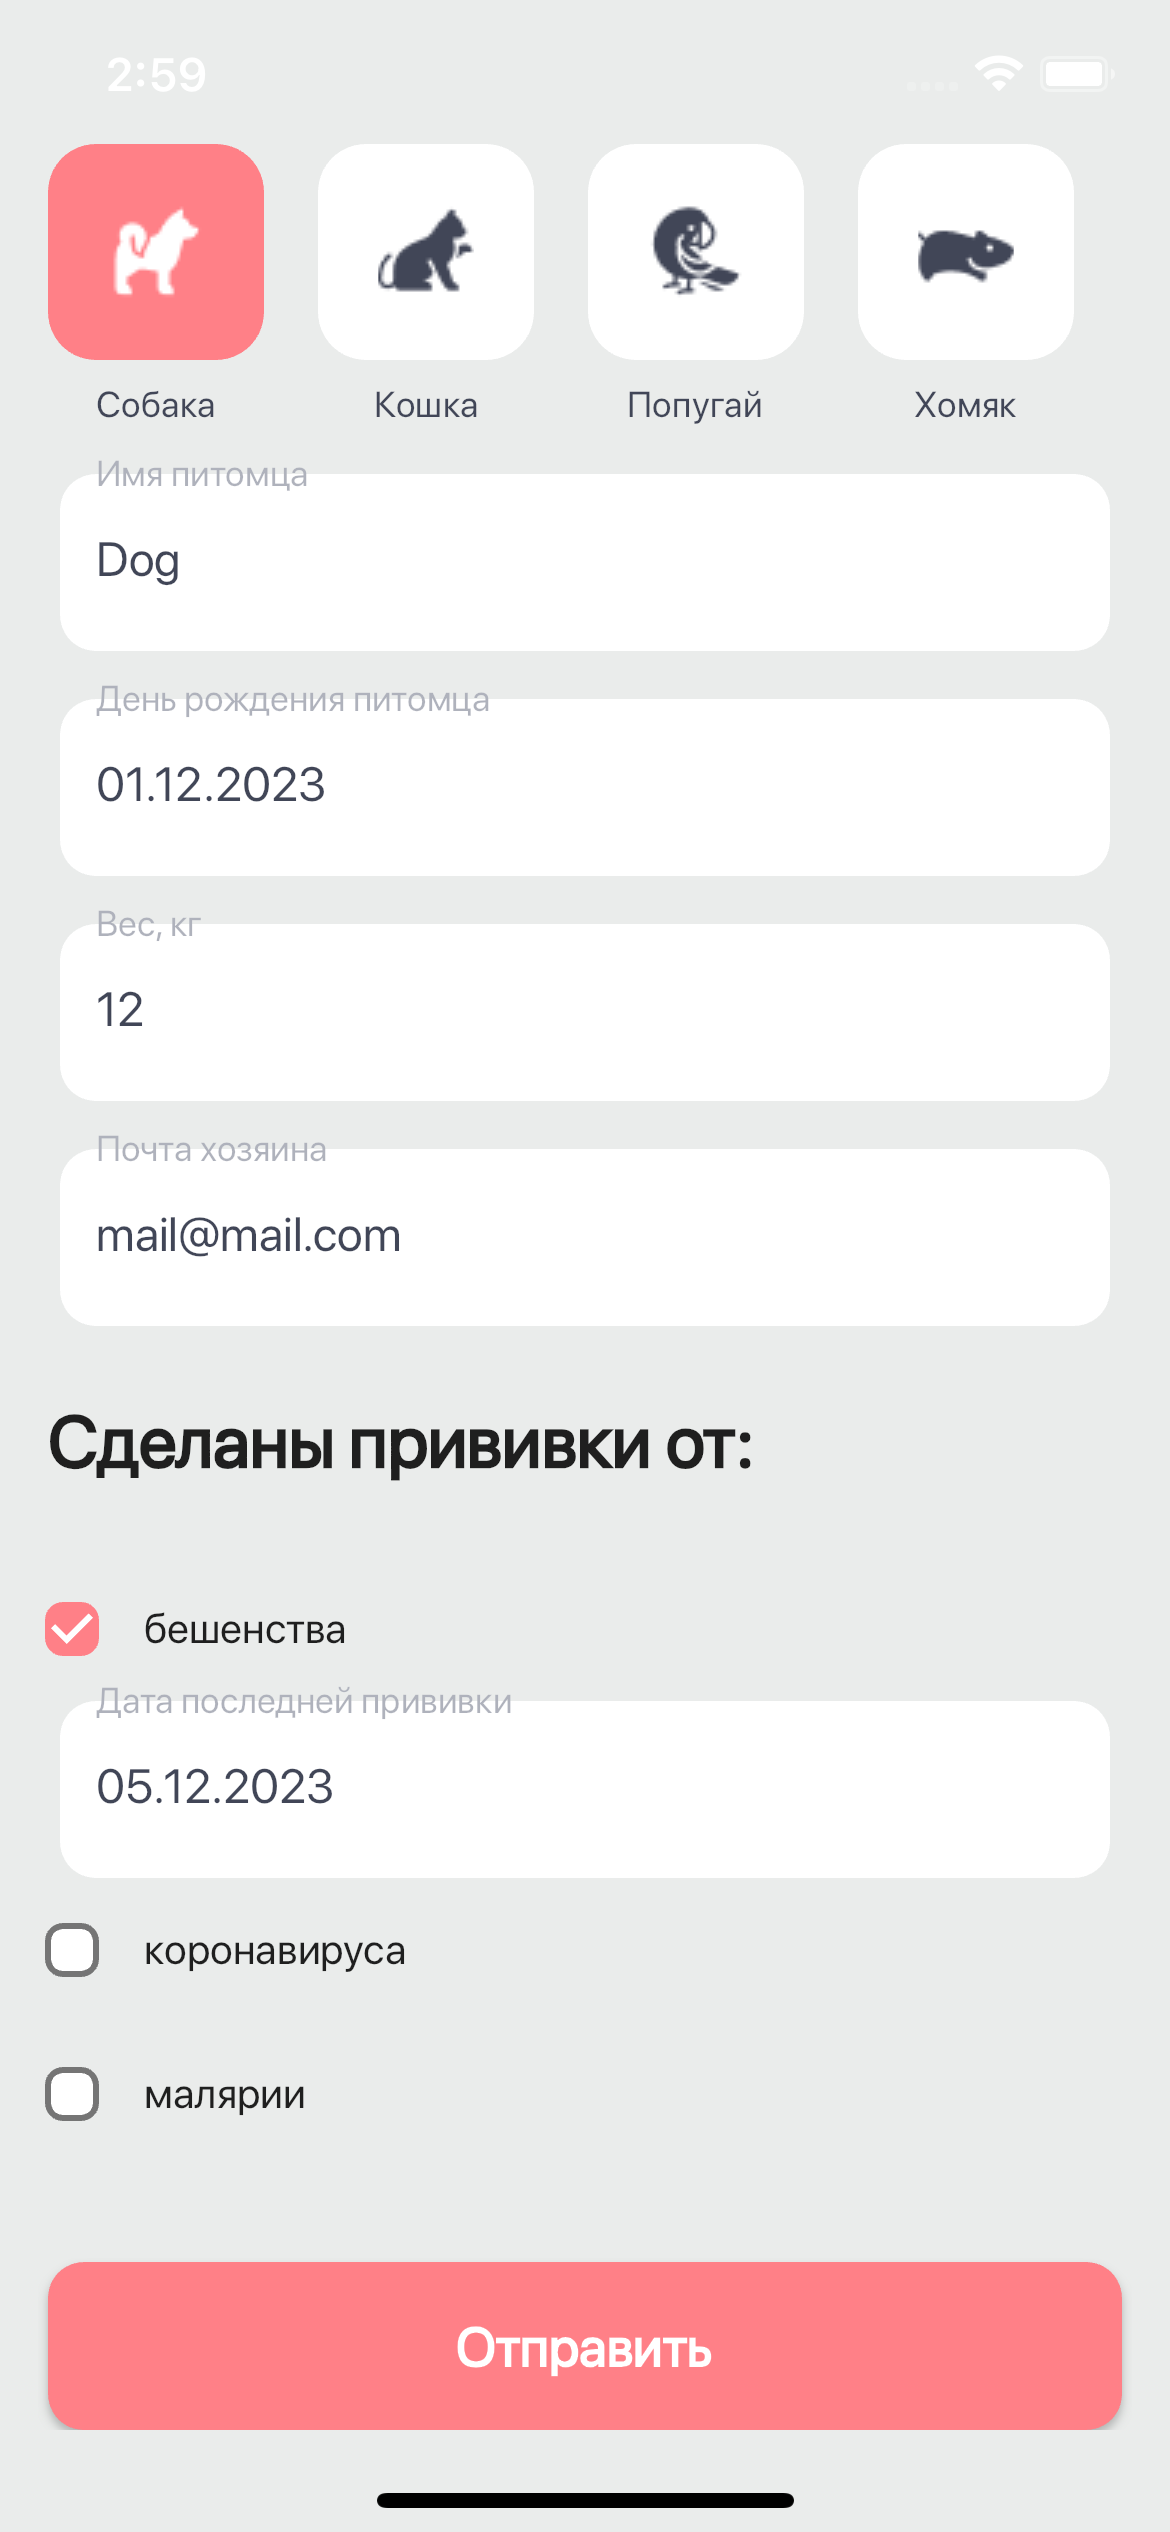 2:59
Собака Кошка Попугай Хомяк
Имя питомца
Dog
День рождения питомца
01.12.2023
Вес, кг
12
Почта хозяина
mail@mail.com
Сделаны прививки от:
бешенства
Дата последней прививки
05.12.2023
коронавируса
малярии
Отправить